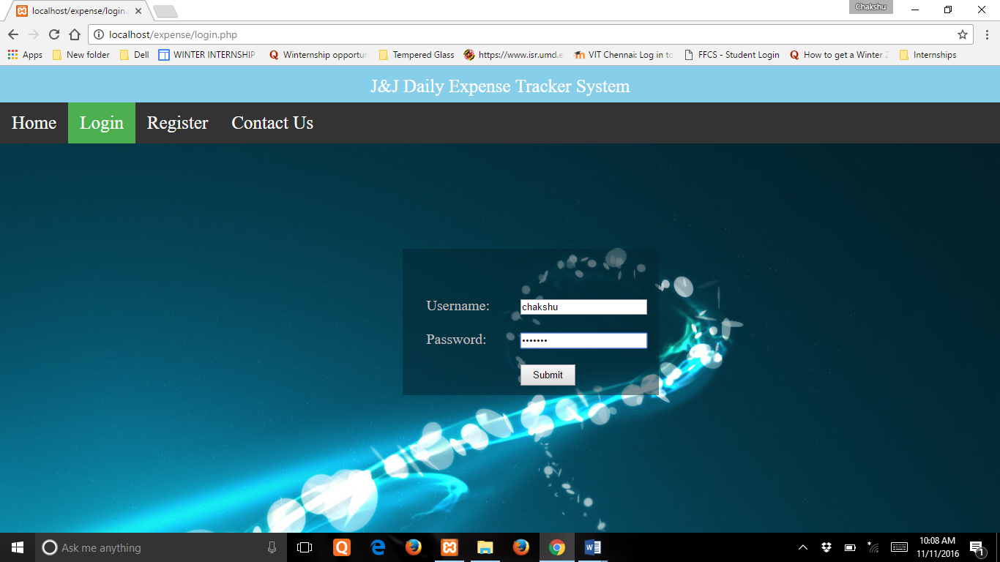 localhost/expense/login.
Chakshu
localhost/expense/login.php
Apps New folder Dell WINTER INTERNSHIP Winternship opportun Tempered Glass https://www.isr.umd.e VIT Chennai: Log in to FFCS - Student Login How to get a Winter 2 Internships
J&J Daily Expense Tracker System
Home Login Register Contact Us
Username: chakshu
Password: •••••••
Submit
Ask me anything
10:08 AM
11/11/2016
1